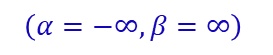 (α = −∞, β = ∞)